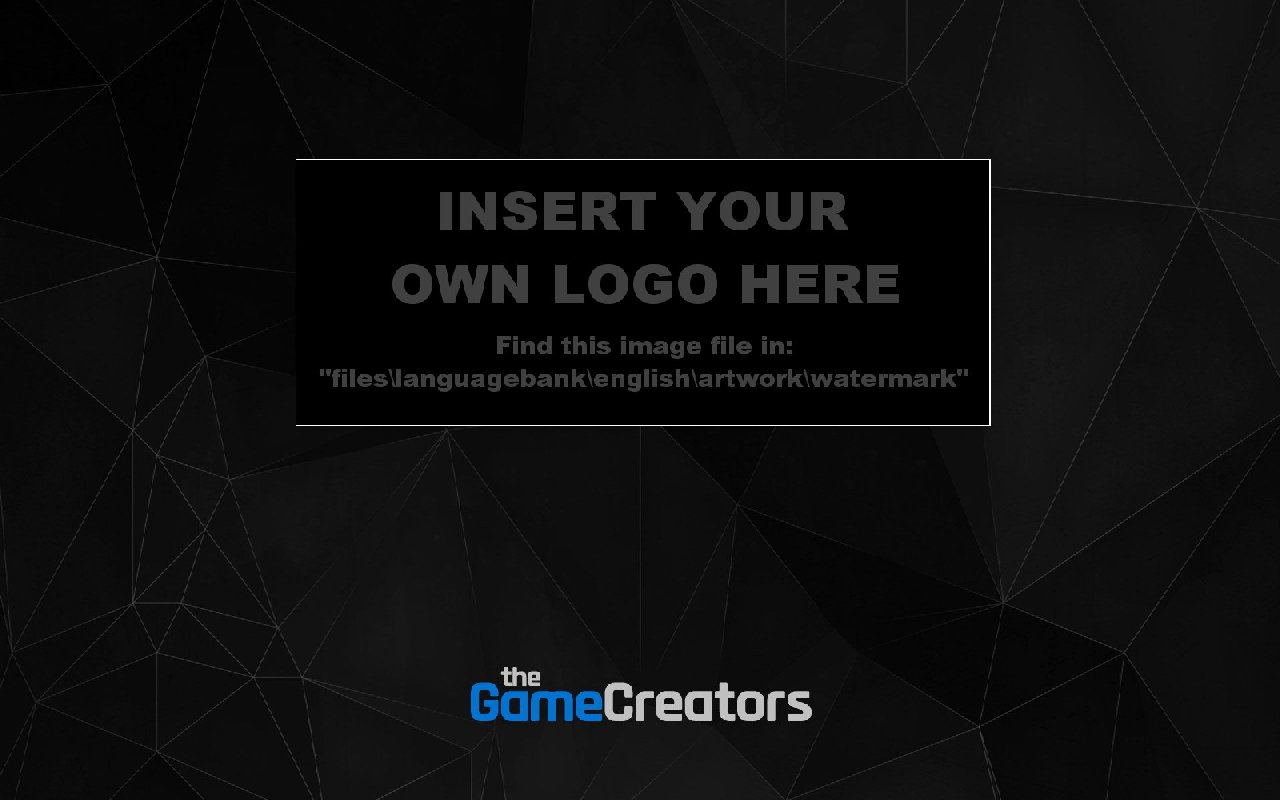 INSERT YOUR
OWN LOGO HERE
Find this image file in:
"files\languagebank\english\artwork\watermark"
the
GameCreators